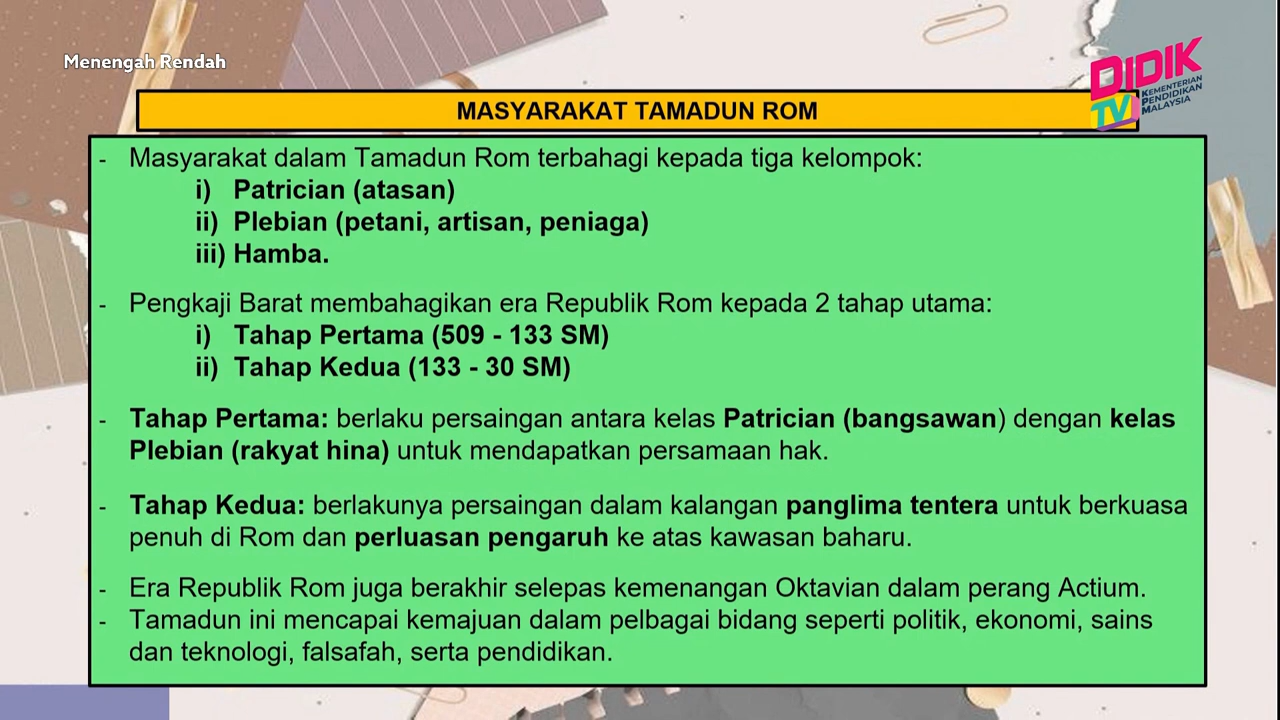 Menengah Rendah
DIDIK
TV
KEMENTERIAN
PENDIDIKAN
MALAYSIA
MASYARAKAT TAMADUN ROM
- Masyarakat dalam Tamadun Rom terbahagi kepada tiga kelompok:
i) Patrician (atasan)
ii) Plebian (petani, artisan, peniaga)
iii) Hamba.
- Pengkaji Barat membahagikan era Republik Rom kepada 2 tahap utama:
i) Tahap Pertama (509 - 133 SM)
ii) Tahap Kedua (133 - 30 SM)
- Tahap Pertama: berlaku persaingan antara kelas Patrician (bangsawan) dengan kelas
Plebian (rakyat hina) untuk mendapatkan persamaan hak.
- Tahap Kedua: berlakunya persaingan dalam kalangan panglima tentera untuk berkuasa
penuh di Rom dan perluasan pengaruh ke atas kawasan baharu.
- Era Republik Rom juga berakhir selepas kemenangan Oktavian dalam perang Actium.
- Tamadun ini mencapai kemajuan dalam pelbagai bidang seperti politik, ekonomi, sains
dan teknologi, falsafah, serta pendidikan.